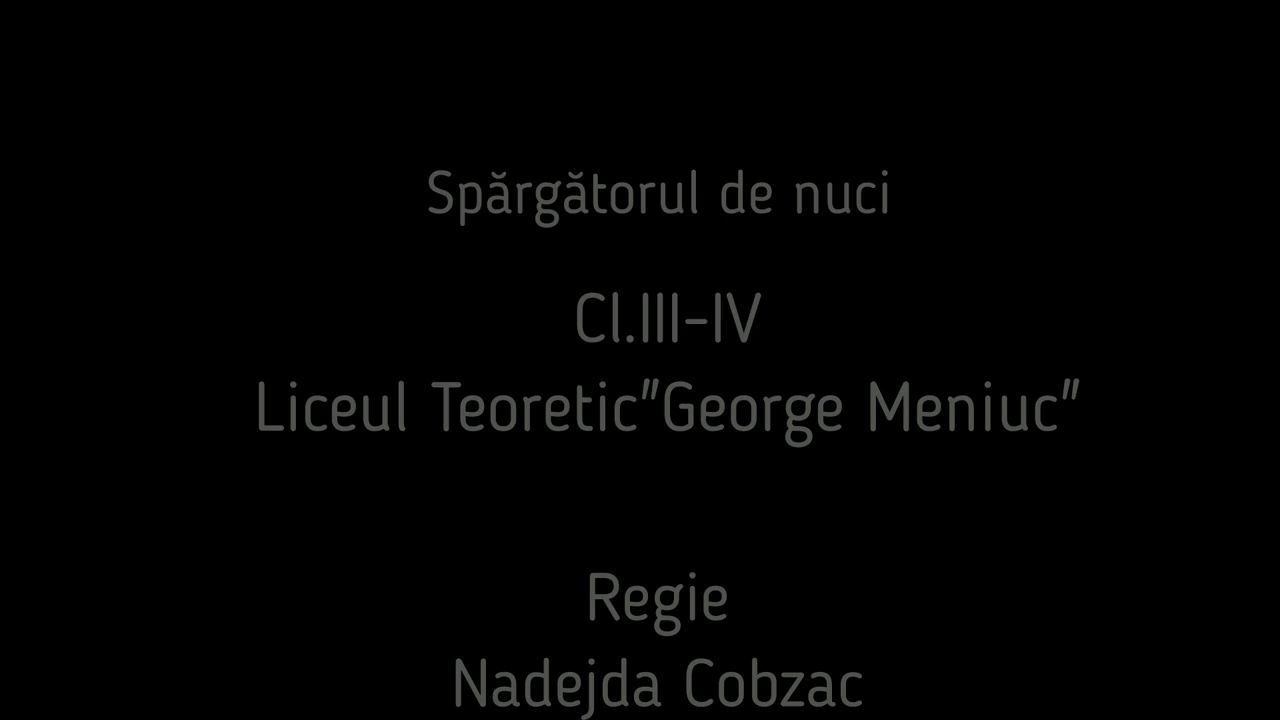 Spărgătorul de nuci
Cl.III-IV
Liceul Teoretic"George Meniuc"
Regie
Nadejda Cobzac